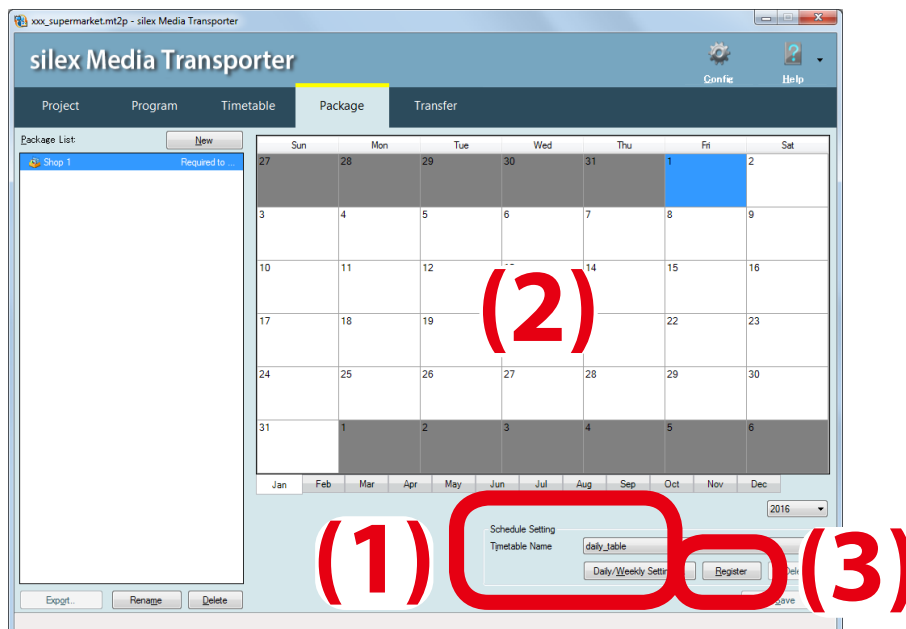 xxx_supermarket.mt2p - silex Media Transporter
silex Media Transporter
Config
Help
Project Program Timetable Package Transfer
Package List: New
Shop 1 Required to ...
Sun Mon Tue Wed Thu Fri Sat
27 28 29 30 31 1 2
3 4 5 6 7 8 9
10 11 12 14 15 16
(2)
17 18 19 22 23
24 25 26 27 28 29 30
31 1 2 3 4 5 6
Jan Feb Mar Apr May Jun Jul Aug Sep Oct Nov Dec
2016
(1)
Schedule Setting
Timetable Name daily_table
(3)
Daily/Weekly Register
Export.. Rename Delete